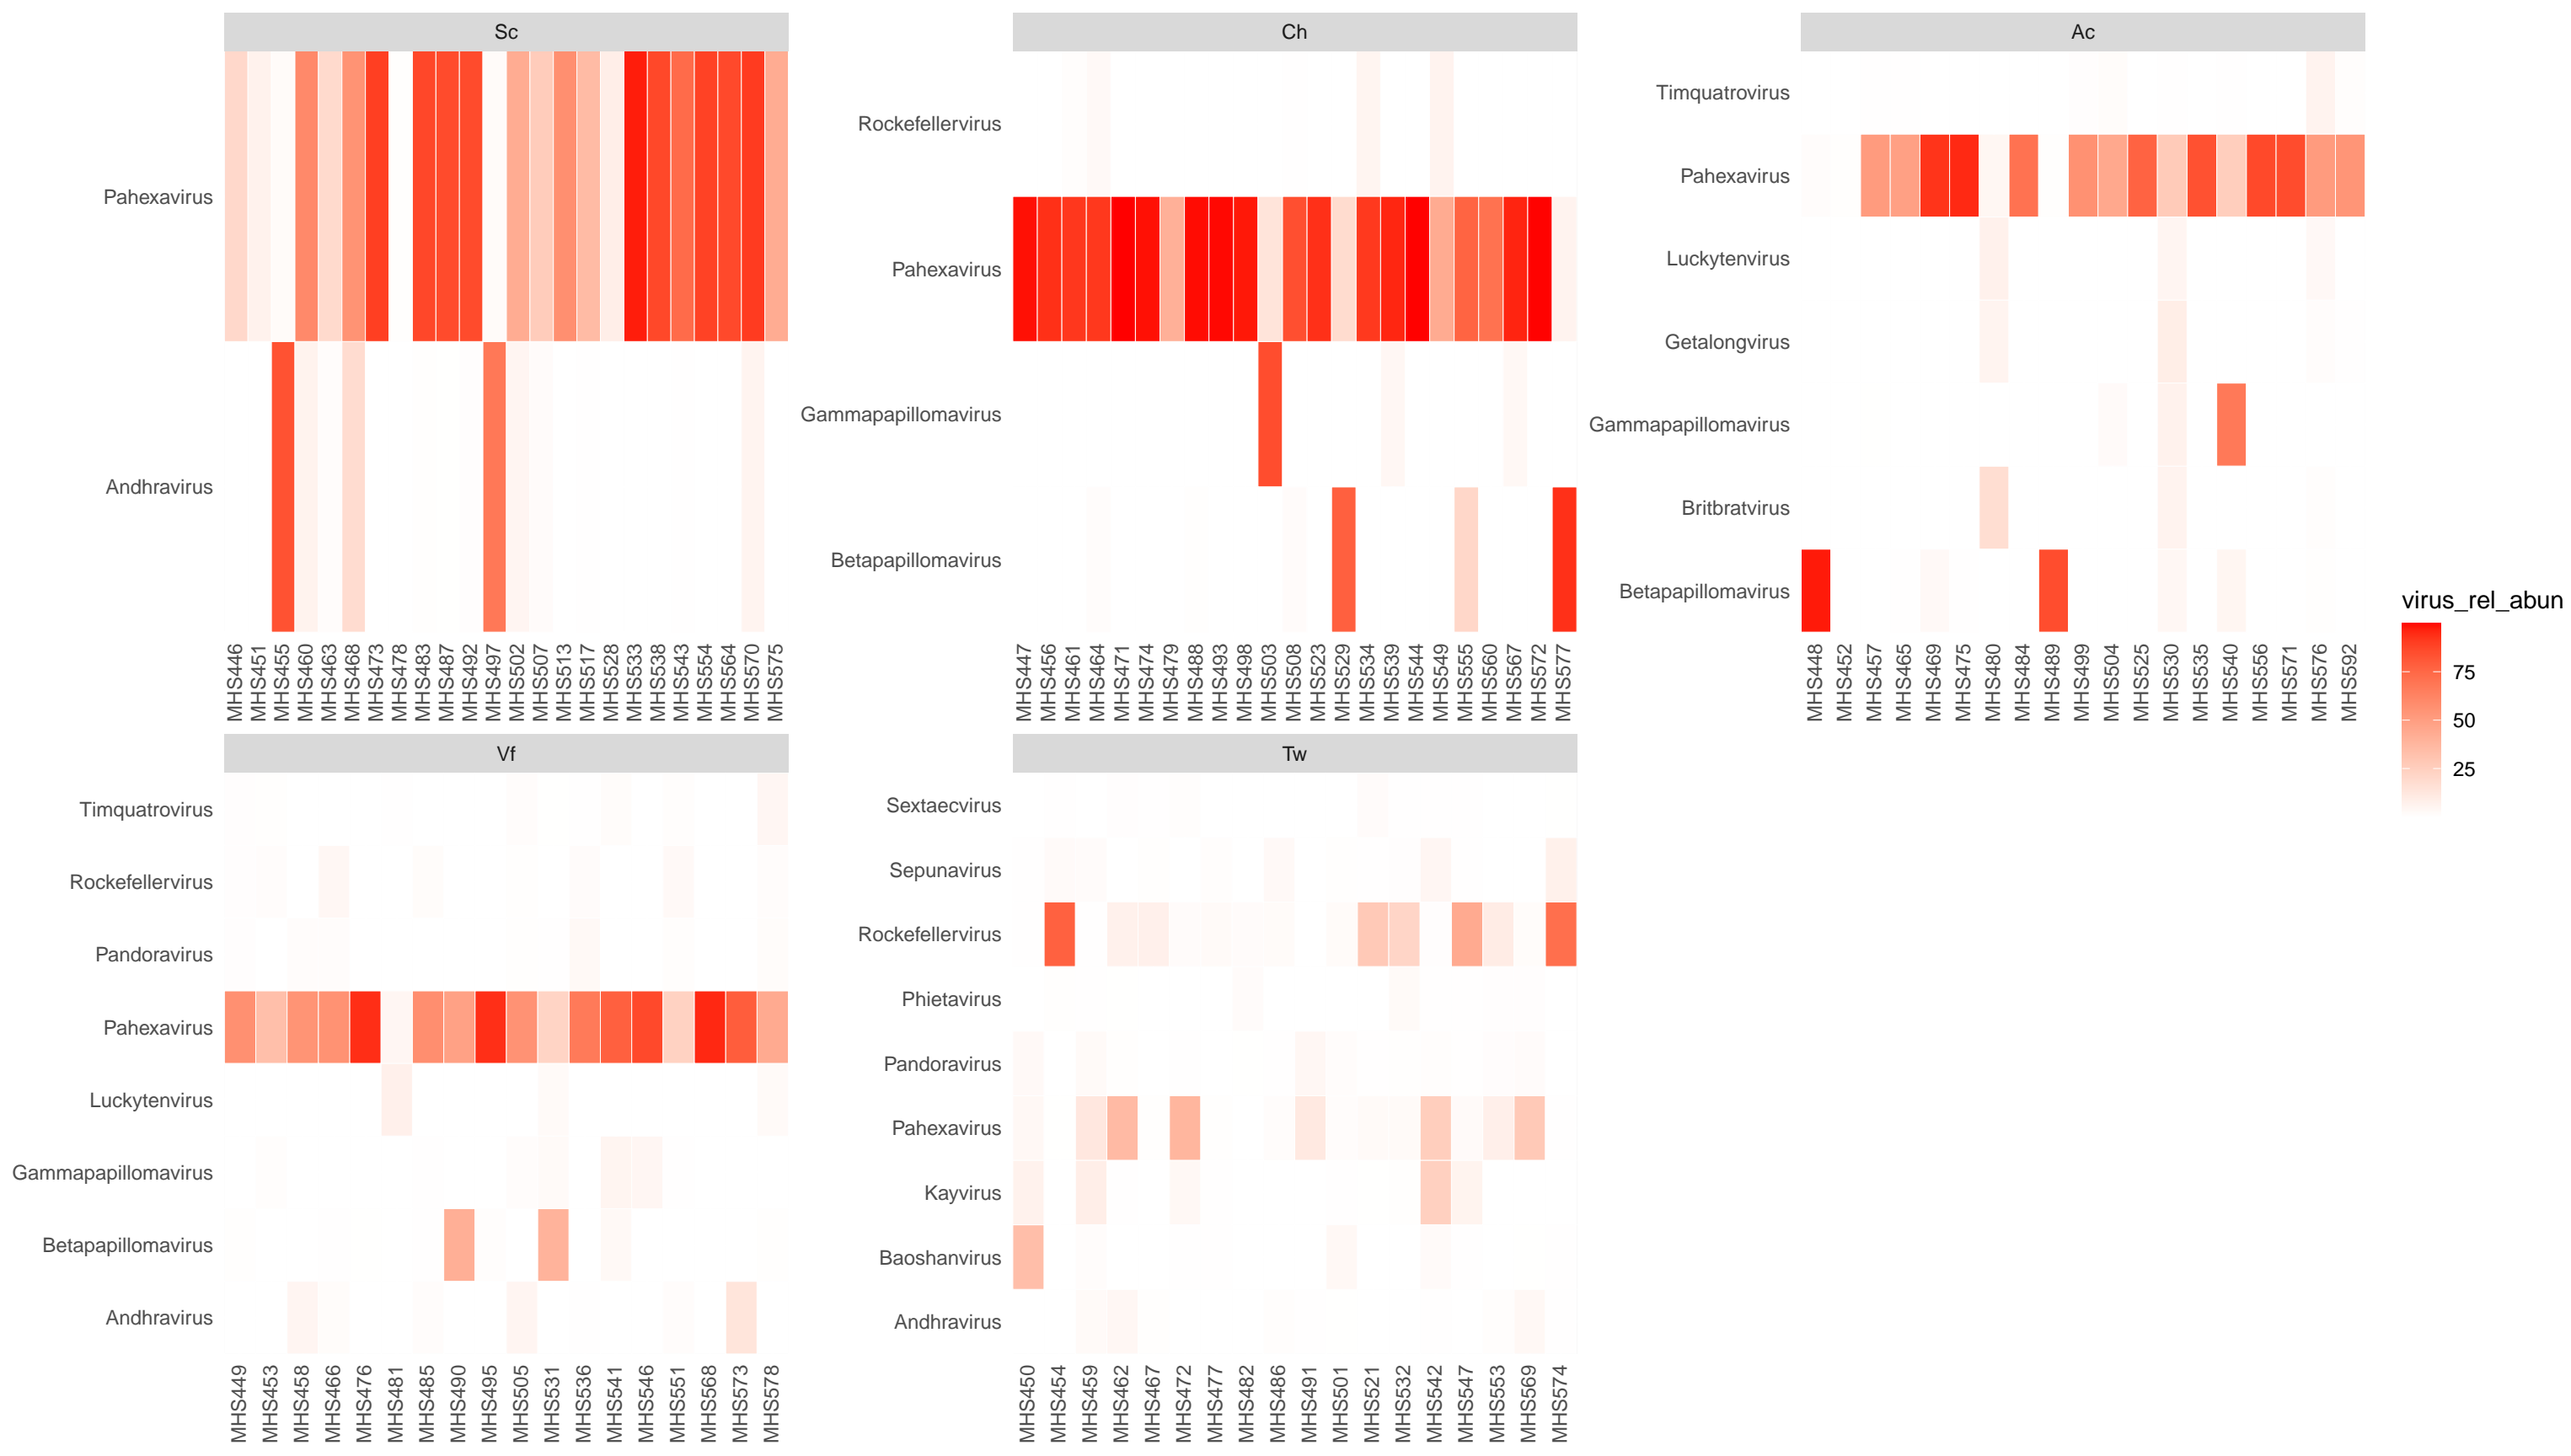 Sc
Pahexavirus
Andhravirus
MHS446 MHS451 MHS455 MHS460 MHS463 MHS468 MHS473 MHS478 MHS483 MHS487 MHS492 MHS497 MHS502 MHS507 MHS513 MHS517 MHS528 MHS533 MHS538 MHS543 MHS554 MHS564 MHS570 MHS575
Ch
Rockefellervirus
Pahexavirus
Gammapapillomavirus
Betapapillomavirus
MHS447 MHS456 MHS461 MHS464 MHS471 MHS474 MHS479 MHS488 MHS493 MHS498 MHS503 MHS508 MHS523 MHS529 MHS534 MHS539 MHS544 MHS549 MHS555 MHS560 MHS567 MHS572 MHS577
Ac
Timquatrovirus
Pahexavirus
Luckytenvirus
Getalongvirus
Gammapapillomavirus
Britbratvirus
Betapapillomavirus
MHS448 MHS452 MHS457 MHS465 MHS469 MHS475 MHS480 MHS484 MHS489 MHS499 MHS504 MHS525 MHS530 MHS535 MHS540 MHS556 MHS571 MHS576 MHS592
virus_rel_abun
75
50
25
Vf
Timquatrovirus
Rockefellervirus
Pandoravirus
Pahexavirus
Luckytenvirus
Gammapapillomavirus
Betapapillomavirus
Andhravirus
MHS449 MHS453 MHS458 MHS466 MHS476 MHS481 MHS485 MHS490 MHS495 MHS505 MHS531 MHS536 MHS541 MHS546 MHS551 MHS568 MHS573 MHS578
Tw
Sextaecvirus
Sepunavirus
Rockefellervirus
Phietavirus
Pandoravirus
Pahexavirus
Kayvirus
Baoshanvirus
Andhravirus
MHS450 MHS454 MHS459 MHS462 MHS467 MHS472 MHS477 MHS482 MHS486 MHS491 MHS501 MHS521 MHS532 MHS542 MHS547 MHS553 MHS569 MHS574